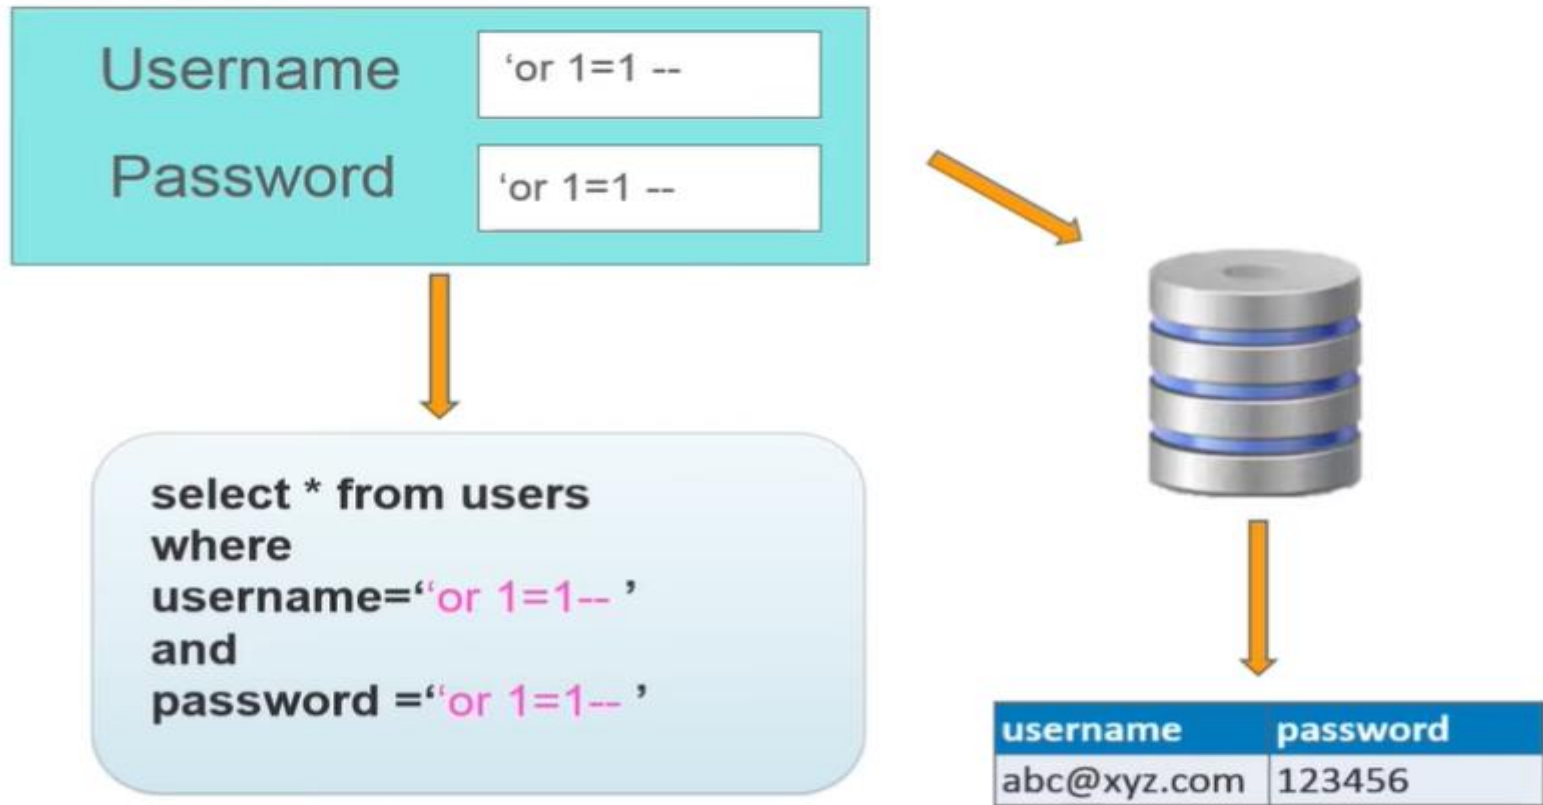 Username ‘or 1=1 --
Password ‘or 1=1 --
select * from users
where
username=‘‘or 1=1-- ’
and
password =‘‘or 1=1-- ’
username password
abc@xyz.com 123456